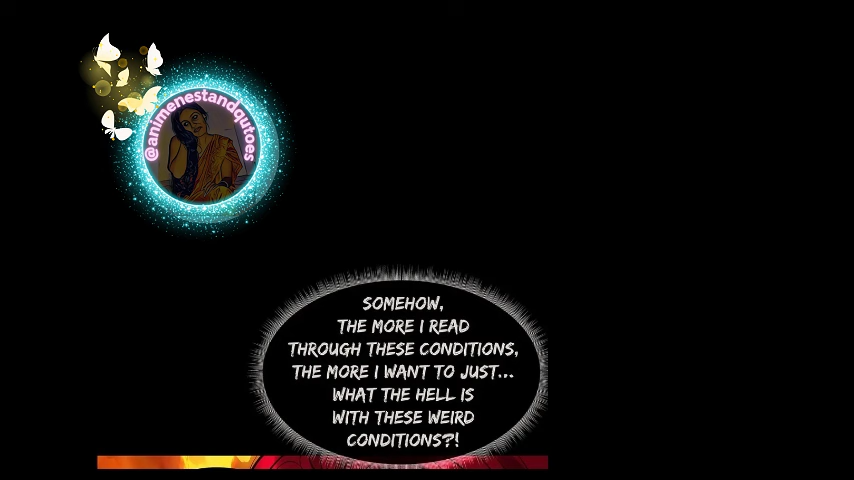 @animenestandqutoes
SOMEHOW,
THE MORE I READ
THROUGH THESE CONDITIONS,
THE MORE I WANT TO JUST...
WHAT THE HELL IS
WITH THESE WEIRD
CONDITIONS?!